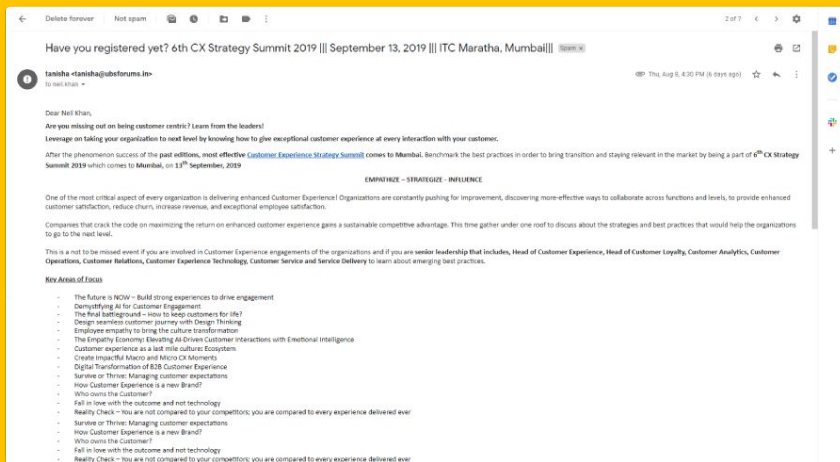 Delete forever Not spam 2 of 7
Have you registered yet? 6th CX Strategy Summit 2019 ||| September 13, 2019 ||| ITC Maratha, Mumbai||| Spam x
tanisha <tanisha@ubsforums.in> Thu, Aug 8, 4:30 PM (6 days ago)
to neil khan
Dear Neil Khan,
Are you missing out on being customer centric? Learn from the leaders!
Leverage on taking your organization to next level by knowing how to give exceptional customer experience at every interaction with your customer.
After the phenomenon success of the past editions, most effective Customer Experience Strategy Summit comes to Mumbai. Benchmark the best practices in order to bring transition and staying relevant in the market by being a part of 6th CX Strategy
Summit 2019 which comes to Mumbai, on 13th September, 2019
EMPATHIZE – STRATEGIZE - INFLUENCE
One of the most critical aspect of every organization is delivering enhanced Customer Experience! Organizations are constantly pushing for improvement, discovering more-effective ways to collaborate across functions and levels, to provide enhanced
customer satisfaction, reduce churn, increase revenue, and exceptional employee satisfaction.
Companies that crack the code on maximizing the return on enhanced customer experience gains a sustainable competitive advantage. This time gather under one roof to discuss about the strategies and best practices that would help the organizations
to go to the next level.
This is a not to be missed event if you are involved in Customer Experience engagements of the organizations and if you are senior leadership that includes, Head of Customer Experience, Head of Customer Loyalty, Customer Analytics, Customer
Operations, Customer Relations, Customer Experience Technology, Customer Service and Service Delivery to learn about emerging best practices.
Key Areas of Focus
- The future is NOW – Build strong experiences to drive engagement
- Demystifying AI for Customer Engagement
- The final battleground – How to keep customers for life?
- Design seamless customer journey with Design Thinking
- Employee empathy to bring the culture transformation
- The Empathy Economy: Elevating AI-Driven Customer Interactions with Emotional Intelligence
- Customer experience as a last mile culture: Ecosystem
- Create Impactful Macro and Micro CX Moments
- Digital Transformation of B2B Customer Experience
- Survive or Thrive: Managing customer expectations
- How Customer Experience is a new Brand?
- Who owns the Customer?
- Fall in love with the outcome and not technology
- Reality Check – You are not compared to your competitors; you are compared to every experience delivered ever
- Survive or Thrive: Managing customer expectations
- How Customer Experience is a new Brand?
- Who owns the Customer?
- Fall in love with the outcome and not technology
- Reality Check – You are not compared to your competitors; you are compared to every experience delivered ever